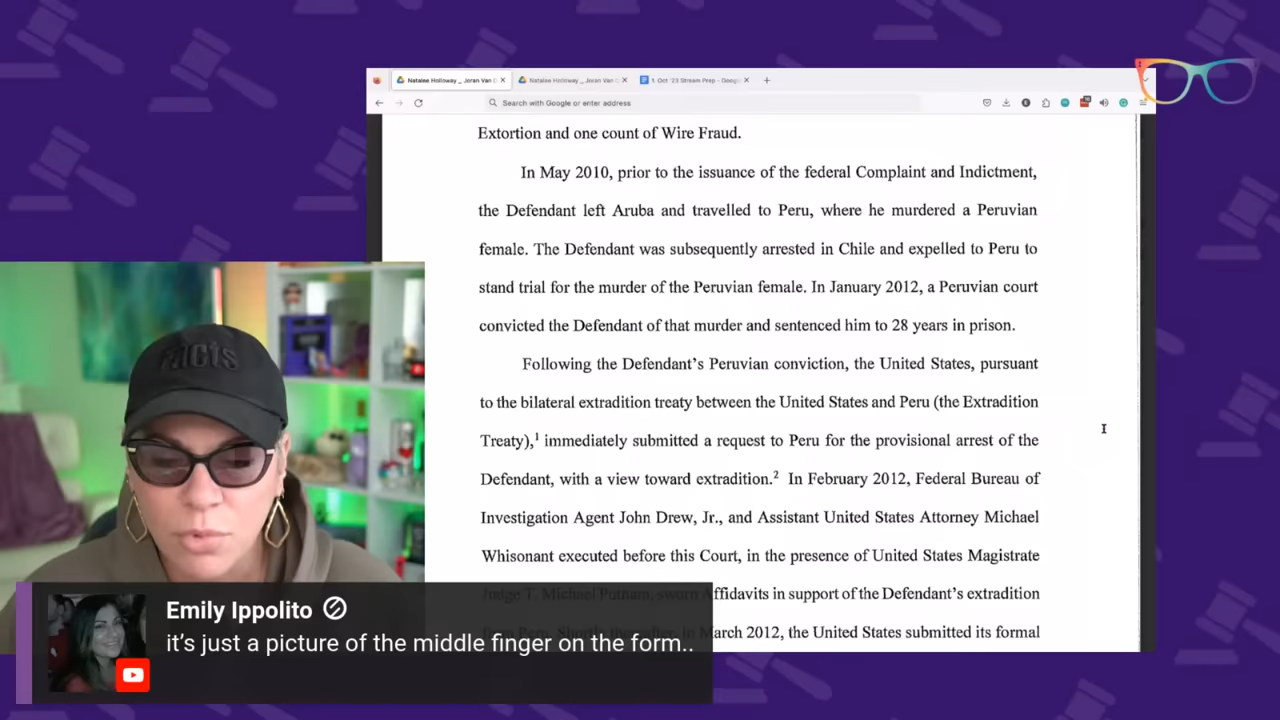 Natalee Holloway _ Joran Van D
Natalee Holloway _ Joran Van D
1. Oct '23 Stream Prep - Googl
Search with Google or enter address
Extortion and one count of Wire Fraud.
In May 2010, prior to the issuance of the federal Complaint and Indictment,
the Defendant left Aruba and travelled to Peru, where he murdered a Peruvian
female. The Defendant was subsequently arrested in Chile and expelled to Peru to
stand trial for the murder of the Peruvian female. In January 2012, a Peruvian court
convicted the Defendant of that murder and sentenced him to 28 years in prison.
Following the Defendant's Peruvian conviction, the United States, pursuant
to the bilateral extradition treaty between the United States and Peru (the Extradition
Treaty),1 immediately submitted a request to Peru for the provisional arrest of the
Defendant, with a view toward extradition.2 In February 2012, Federal Bureau of
Investigation Agent John Drew, Jr., and Assistant United States Attorney Michael
Whisonant executed before this Court, in the presence of United States Magistrate
Judge T. Michael Putnam, sworn Affidavits in support of the Defendant's extradition
from Peru. Shortly thereafter, in March 2012, the United States submitted its formal
FACTS
Emily Ippolito
it's just a picture of the middle finger on the form..